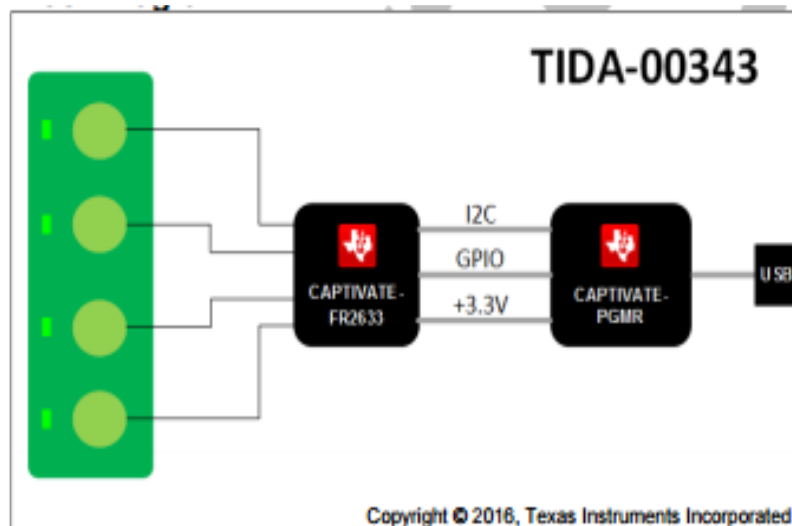 TIDA-00343
I2C
GPIO
+3.3V
CAPTIVATE-
FR2633
CAPTIVATE-
PGMR
USB
Copyright © 2016, Texas Instruments Incorporated